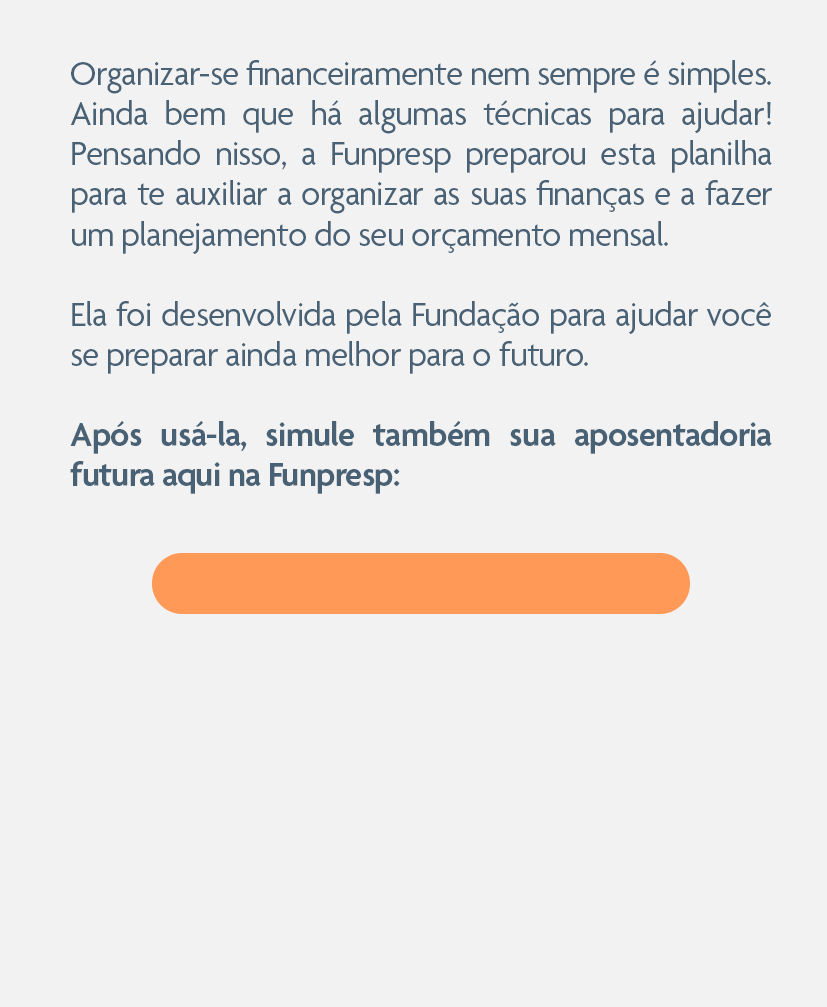 Organizar-se financeiramente nem sempre é simples.
Ainda bem que há algumas técnicas para ajudar!
Pensando nisso, a Funpresp preparou esta planilha
para te auxiliar a organizar as suas finanças e a fazer
um planejamento do seu orçamento mensal.
Ela foi desenvolvida pela Fundação para ajudar você
se preparar ainda melhor para o futuro.
Após usá-la, simule também sua aposentadoria
futura aqui na Funpresp: